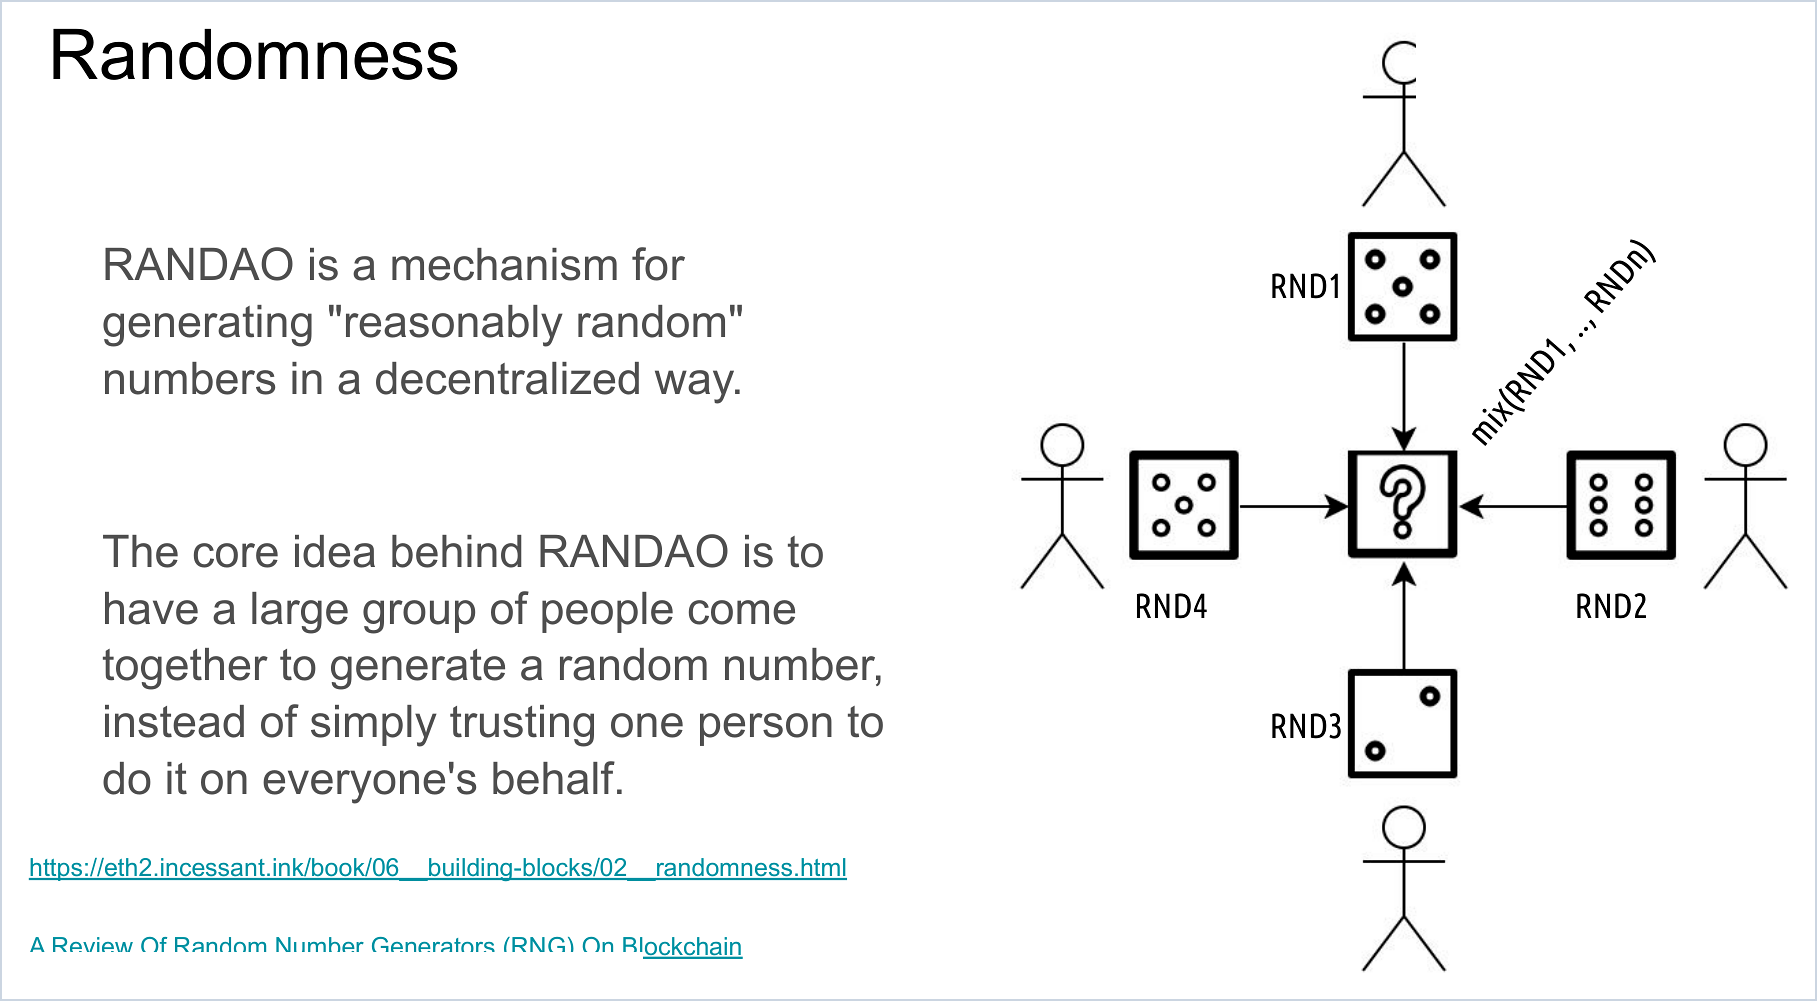 Randomness
RANDAO is a mechanism for
generating "reasonably random"
numbers in a decentralized way.
The core idea behind RANDAO is to
have a large group of people come
together to generate a random number,
instead of simply trusting one person to
do it on everyone's behalf.
https://eth2.incessant.ink/book/06__building-blocks/02__randomness.html
A Review Of Random Number Generators (RNG) On Blockchain
RND1
mix(RND1, .., RNDn)
?
RND4
RND2
RND3